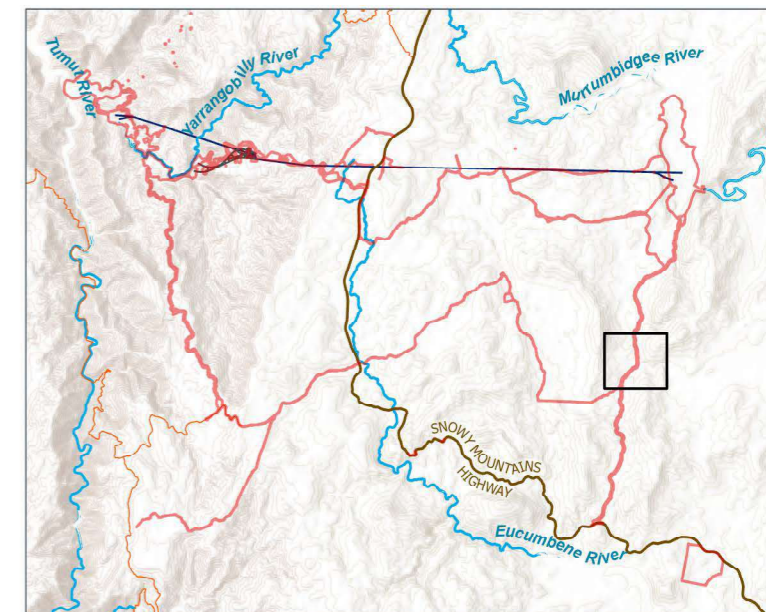 Tumut River
Yarrangobilly River
Murrumbidgee River
SNOWY MOUNTAINS
HIGHWAY
Eucumbene River